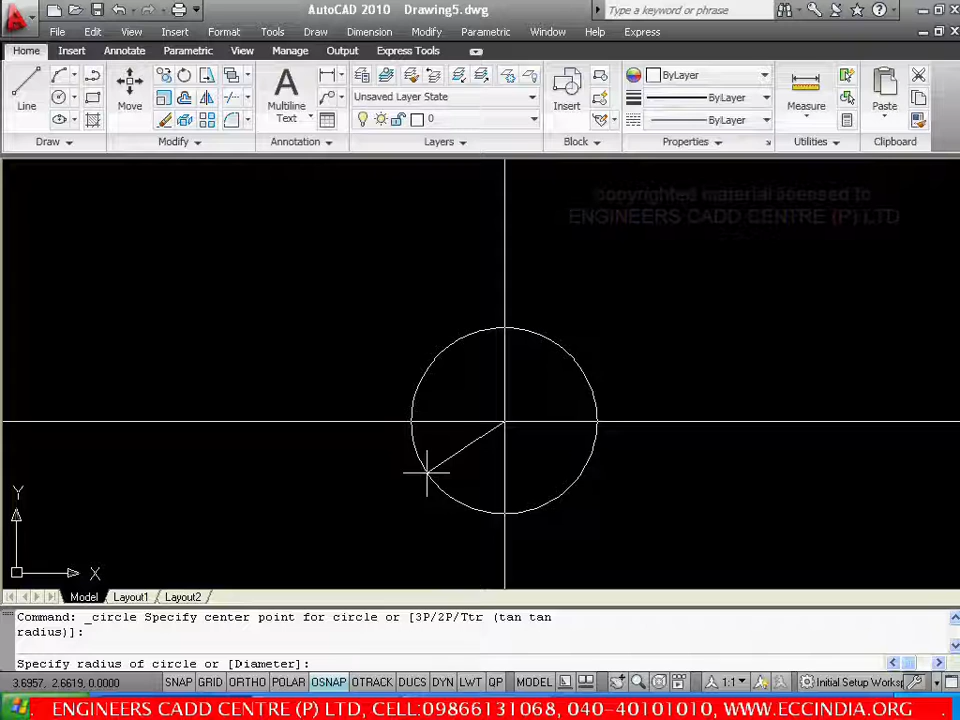 AutoCAD 2010 Drawing5.dwg
Type a keyword or phrase
File Edit View Insert Format Tools Draw Dimension Modify Parametric Window Help Express
Home Insert Annotate Parametric View Manage Output Express Tools
Line
Move
A
Multiline
Text
Unsaved Layer State
0
Insert
ByLayer
ByLayer
ByLayer
Measure
Paste
Draw Modify Annotation Layers Block Properties Utilities Clipboard
copyrighted material licensed to
ENGINEERS CADD CENTRE (P) LTD
Y
X
Model Layout1 Layout2
Command: _circle Specify center point for circle or [3P/2P/Ttr (tan tan
radius)]:
Specify radius of circle or [Diameter]:
3.6957, 2.6619, 0.0000 SNAP GRID ORTHO POLAR OSNAP OTRACK DUCS DYN LWT QP MODEL 1:1 Initial Setup Works
ENGINEERS CADD CENTRE (P) LTD, CELL:09866131068, 040-40101010, WWW.ECCINDIA.ORG